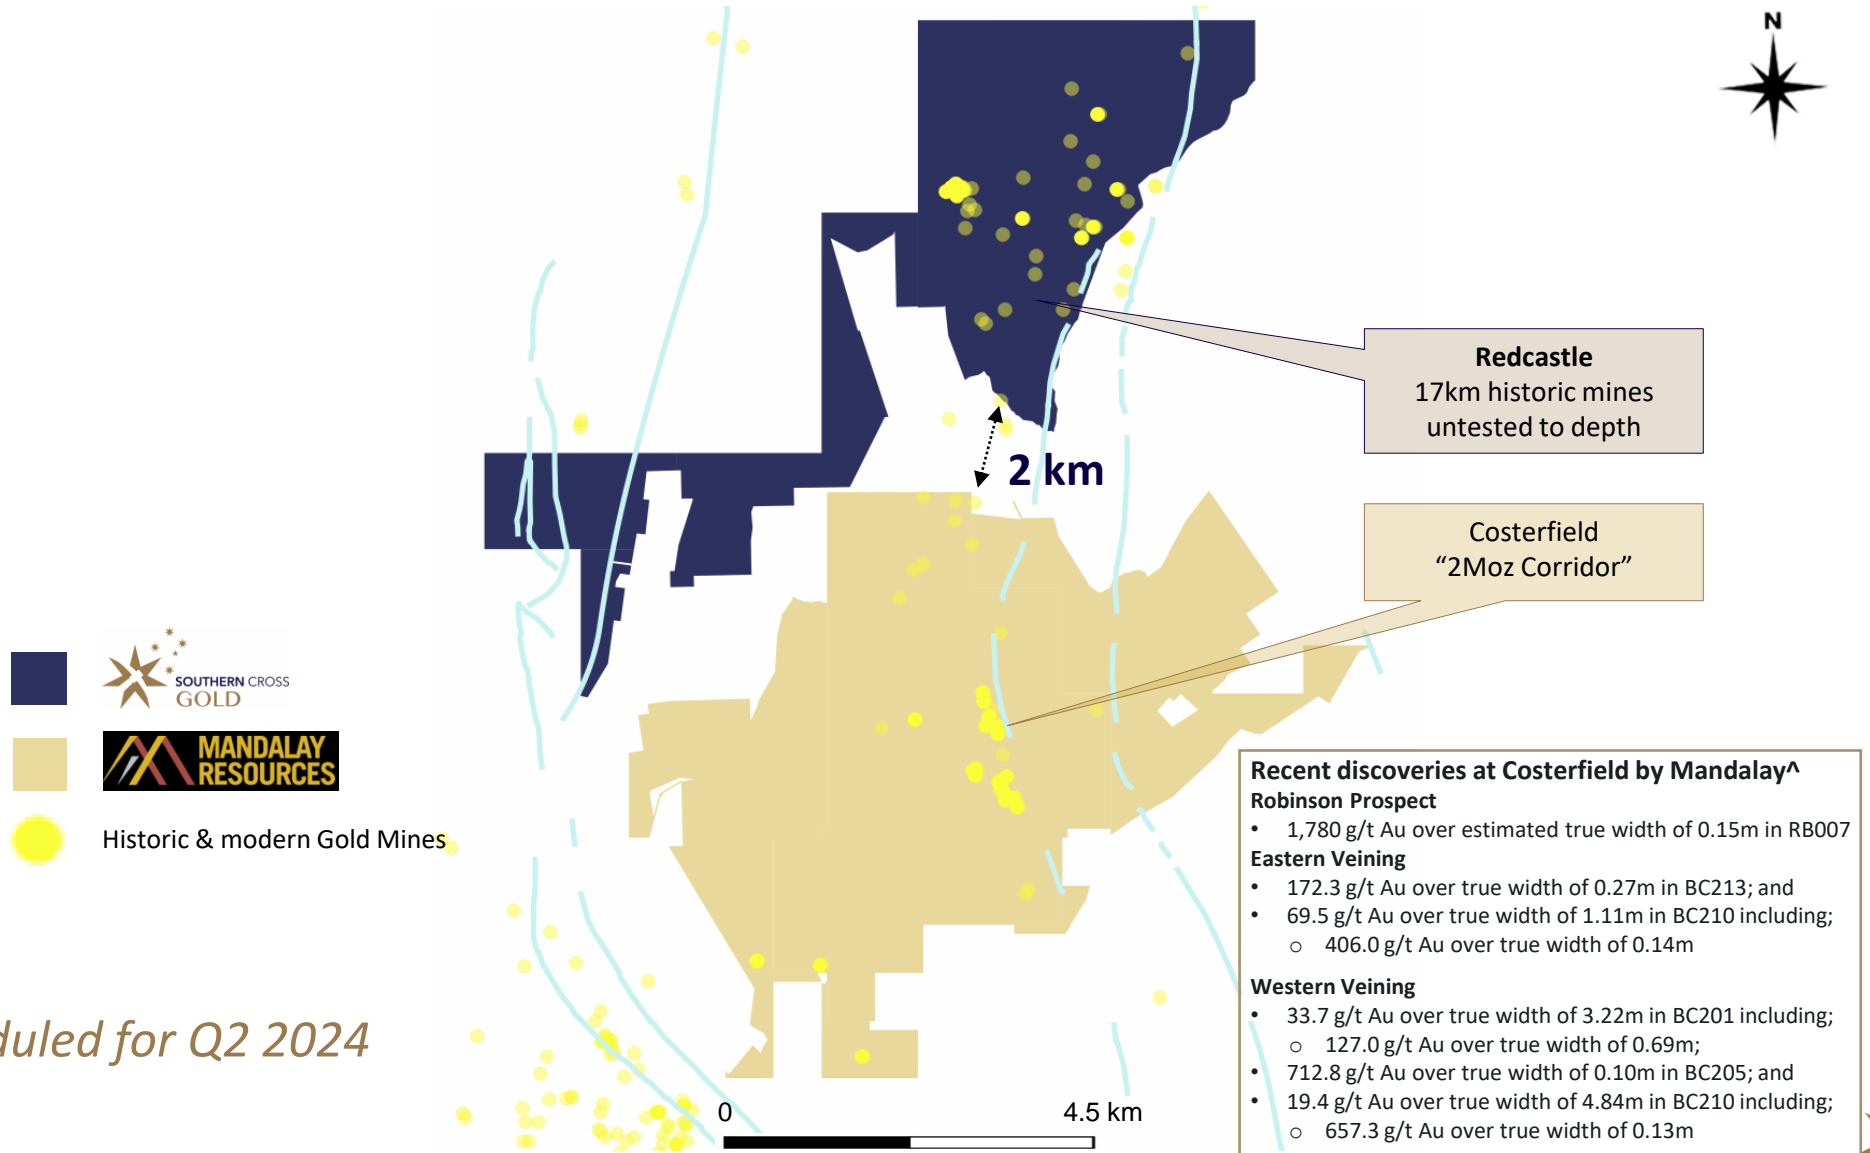 N
Redcastle
17km historic mines
untested to depth
2 km
Costerfield
“2Moz Corridor”
SOUTHERN CROSS
GOLD
MANDALAY
RESOURCES
Historic & modern Gold Mines
Recent discoveries at Costerfield by Mandalay^
Robinson Prospect
• 1,780 g/t Au over estimated true width of 0.15m in RB007
Eastern Veining
• 172.3 g/t Au over true width of 0.27m in BC213; and
• 69.5 g/t Au over true width of 1.11m in BC210 including;
o 406.0 g/t Au over true width of 0.14m
Western Veining
• 33.7 g/t Au over true width of 3.22m in BC201 including;
o 127.0 g/t Au over true width of 0.69m;
• 712.8 g/t Au over true width of 0.10m in BC205; and
• 19.4 g/t Au over true width of 4.84m in BC210 including;
o 657.3 g/t Au over true width of 0.13m
duled for Q2 2024
0 4.5 km